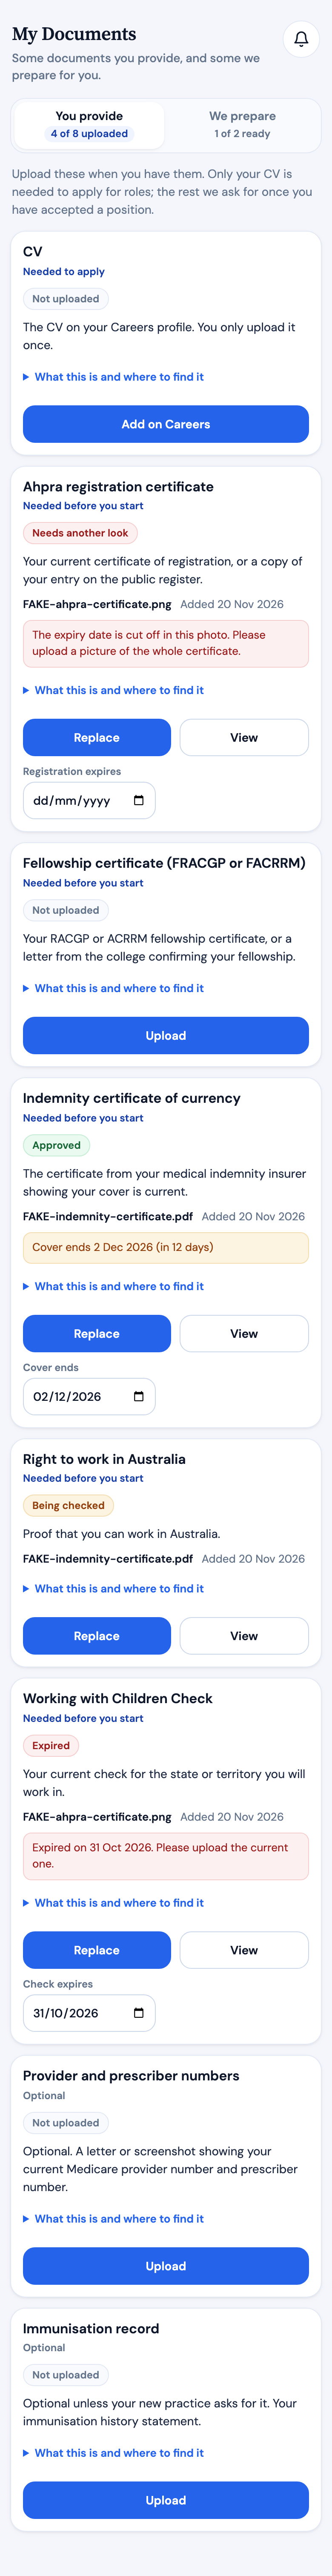 My Documents
Some documents you provide, and some we
prepare for you.
You provide
4 of 8 uploaded
We prepare
1 of 2 ready
Upload these when you have them. Only your CV is
needed to apply for roles; the rest we ask for once you
have accepted a position.
CV
Needed to apply
Not uploaded
The CV on your Careers profile. You only upload it
once.
What this is and where to find it
Add on Careers
Ahpra registration certificate
Needed before you start
Needs another look
Your current certificate of registration, or a copy of
your entry on the public register.
FAKE-ahpra-certificate.png Added 20 Nov 2026
The expiry date is cut off in this photo. Please
upload a picture of the whole certificate.
What this is and where to find it
Replace View
Registration expires
dd/mm/yyyy
Fellowship certificate (FRACGP or FACRRM)
Needed before you start
Not uploaded
Your RACGP or ACRRM fellowship certificate, or a
letter from the college confirming your fellowship.
What this is and where to find it
Upload
Indemnity certificate of currency
Needed before you start
Approved
The certificate from your medical indemnity insurer
showing your cover is current.
FAKE-indemnity-certificate.pdf Added 20 Nov 2026
Cover ends 2 Dec 2026 (in 12 days)
What this is and where to find it
Replace View
Cover ends
02/12/2026
Right to work in Australia
Needed before you start
Being checked
Proof that you can work in Australia.
FAKE-indemnity-certificate.pdf Added 20 Nov 2026
What this is and where to find it
Replace View
Working with Children Check
Needed before you start
Expired
Your current check for the state or territory you will
work in.
FAKE-ahpra-certificate.png Added 20 Nov 2026
Expired on 31 Oct 2026. Please upload the current
one.
What this is and where to find it
Replace View
Check expires
31/10/2026
Provider and prescriber numbers
Optional
Not uploaded
Optional. A letter or screenshot showing your
current Medicare provider number and prescriber
number.
What this is and where to find it
Upload
Immunisation record
Optional
Not uploaded
Optional unless your new practice asks for it. Your
immunisation history statement.
What this is and where to find it
Upload